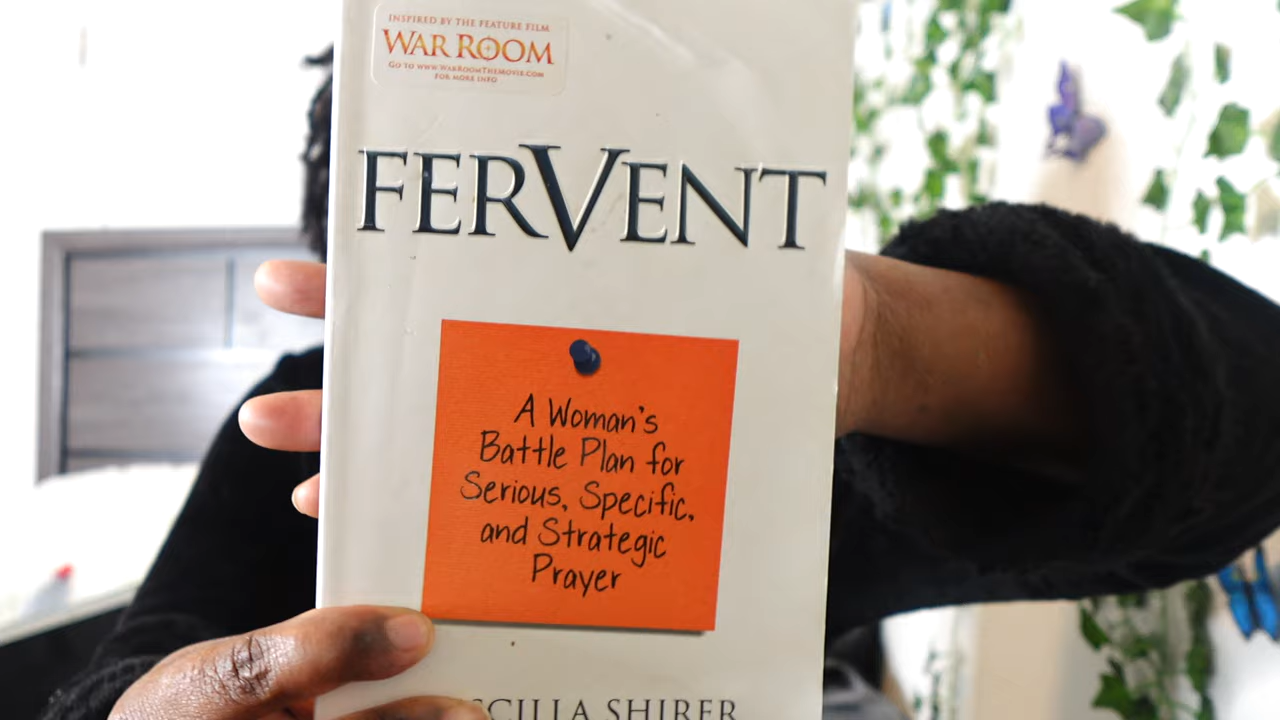 INSPIRED BY THE FEATURE FILM
WAR ROOM
GO TO WWW.WARROOMTHEMOVIE.COM
FOR MORE INFO
FERVENT
A Woman's
Battle Plan for
Serious, Specific,
and Strategic
Prayer
SHIRER